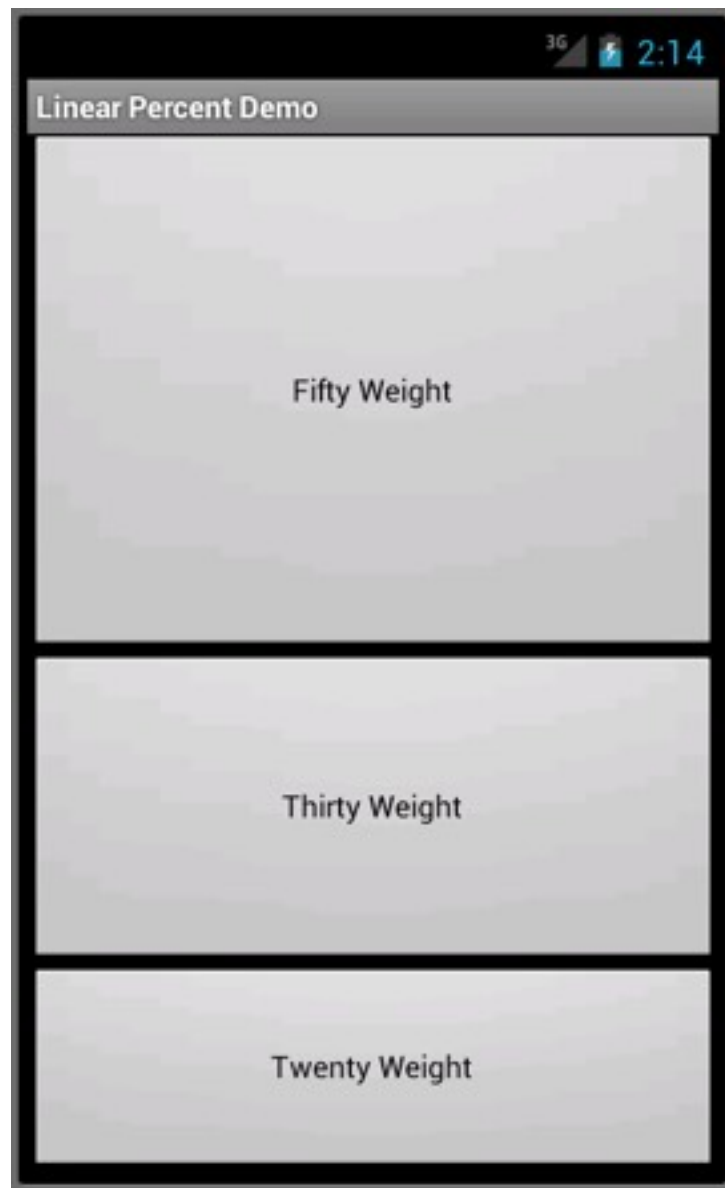 3G 2:14
Linear Percent Demo
Fifty Weight
Thirty Weight
Twenty Weight